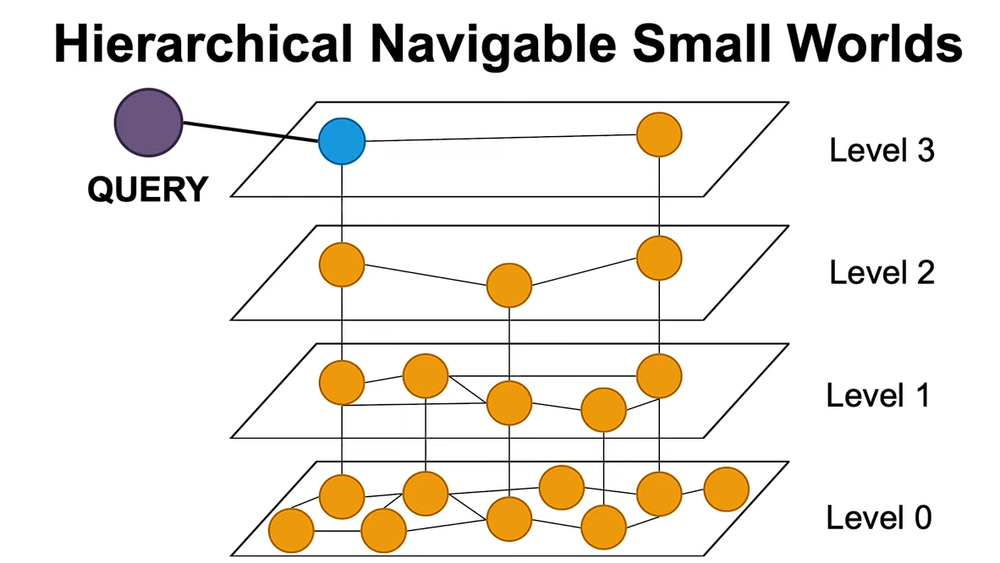 Hierarchical Navigable Small Worlds
QUERY
Level 3
Level 2
Level 1
Level 0